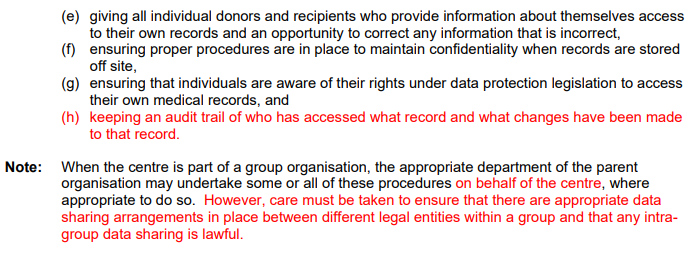 (e) giving all individual donors and recipients who provide information about themselves access
to their own records and an opportunity to correct any information that is incorrect,
(f) ensuring proper procedures are in place to maintain confidentiality when records are stored
off site,
(g) ensuring that individuals are aware of their rights under data protection legislation to access
their own medical records, and
(h) keeping an audit trail of who has accessed what record and what changes have been made
to that record.
Note: When the centre is part of a group organisation, the appropriate department of the parent
organisation may undertake some or all of these procedures on behalf of the centre, where
appropriate to do so. However, care must be taken to ensure that there are appropriate data
sharing arrangements in place between different legal entities within a group and that any intra-
group data sharing is lawful.